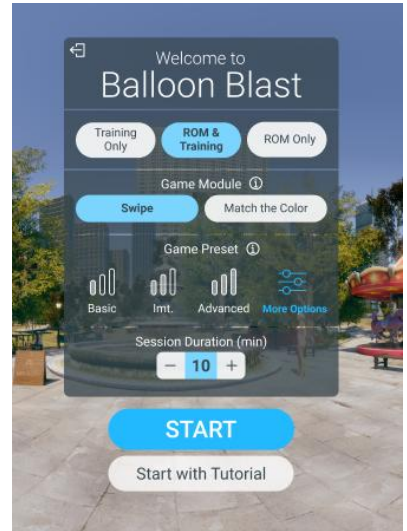 Welcome to
Balloon Blast
Training Only
ROM & Training
ROM Only
Game Module
Swipe
Match the Color
Game Preset
Basic
Imt.
Advanced
More Options
Session Duration (min)
− 10 +
START
Start with Tutorial